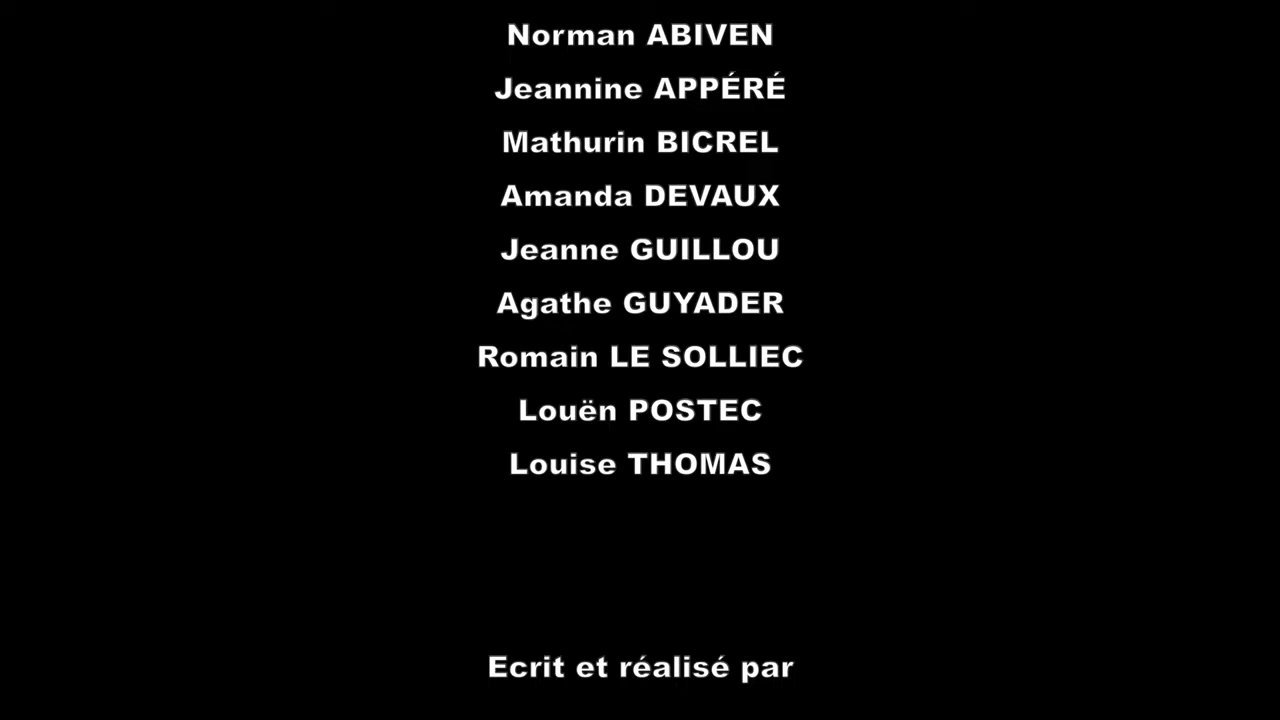 Norman ABIVEN
Jeannine APPÉRÉ
Mathurin BICREL
Amanda DEVAUX
Jeanne GUILLOU
Agathe GUYADER
Romain LE SOLLIEC
Louën POSTEC
Louise THOMAS
Ecrit et réalisé par